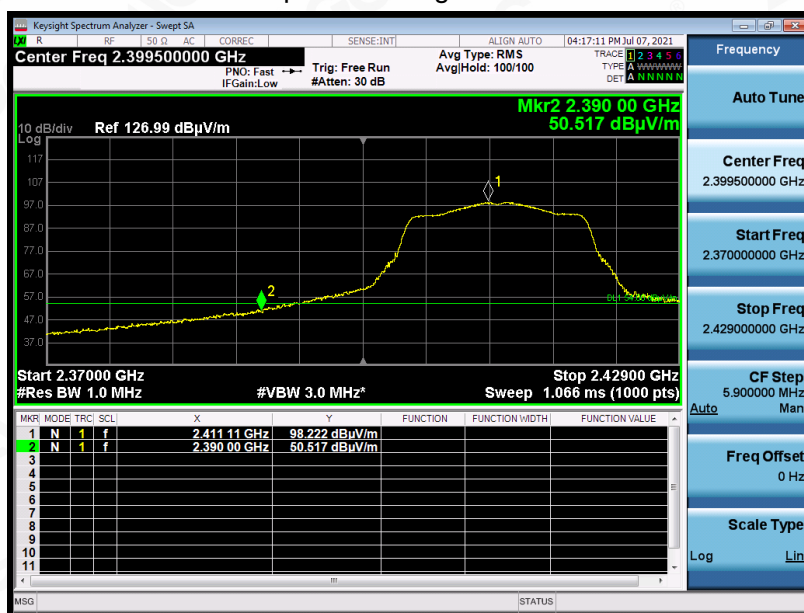 Keysight Spectrum Analyzer - Swept SA
LXI R RF 50 Ω AC CORREC SENSE:INT ALIGN AUTO 04:17:11 PM Jul 07, 2021
Center Freq 2.399500000 GHz
PNO: Fast
IFGain:Low
Trig: Free Run
#Atten: 30 dB
Avg Type: RMS
Avg|Hold: 100/100
TRACE 1 2 3 4 5 6
TYPE A WWWWW
DET A N N N N N
Mkr2 2.390 00 GHz
50.517 dBµV/m
10 dB/div Ref 126.99 dBµV/m
Log
117
107
97.0
87.0
77.0
67.0
57.0
47.0
37.0
1
2
Start 2.37000 GHz Stop 2.42900 GHz
#Res BW 1.0 MHz #VBW 3.0 MHz* Sweep 1.066 ms (1000 pts)
MKR MODE TRC SCL X Y FUNCTION FUNCTION WIDTH FUNCTION VALUE
1 N 1 f 2.411 11 GHz 98.222 dBµV/m
2 N 1 f 2.390 00 GHz 50.517 dBµV/m
3
4
5
6
7
8
9
10
11
MSG STATUS
Frequency
Auto Tune
Center Freq
2.399500000 GHz
Start Freq
2.370000000 GHz
Stop Freq
2.429000000 GHz
CF Step
5.900000 MHz
Auto Man
Freq Offset
0 Hz
Scale Type
Log Lin